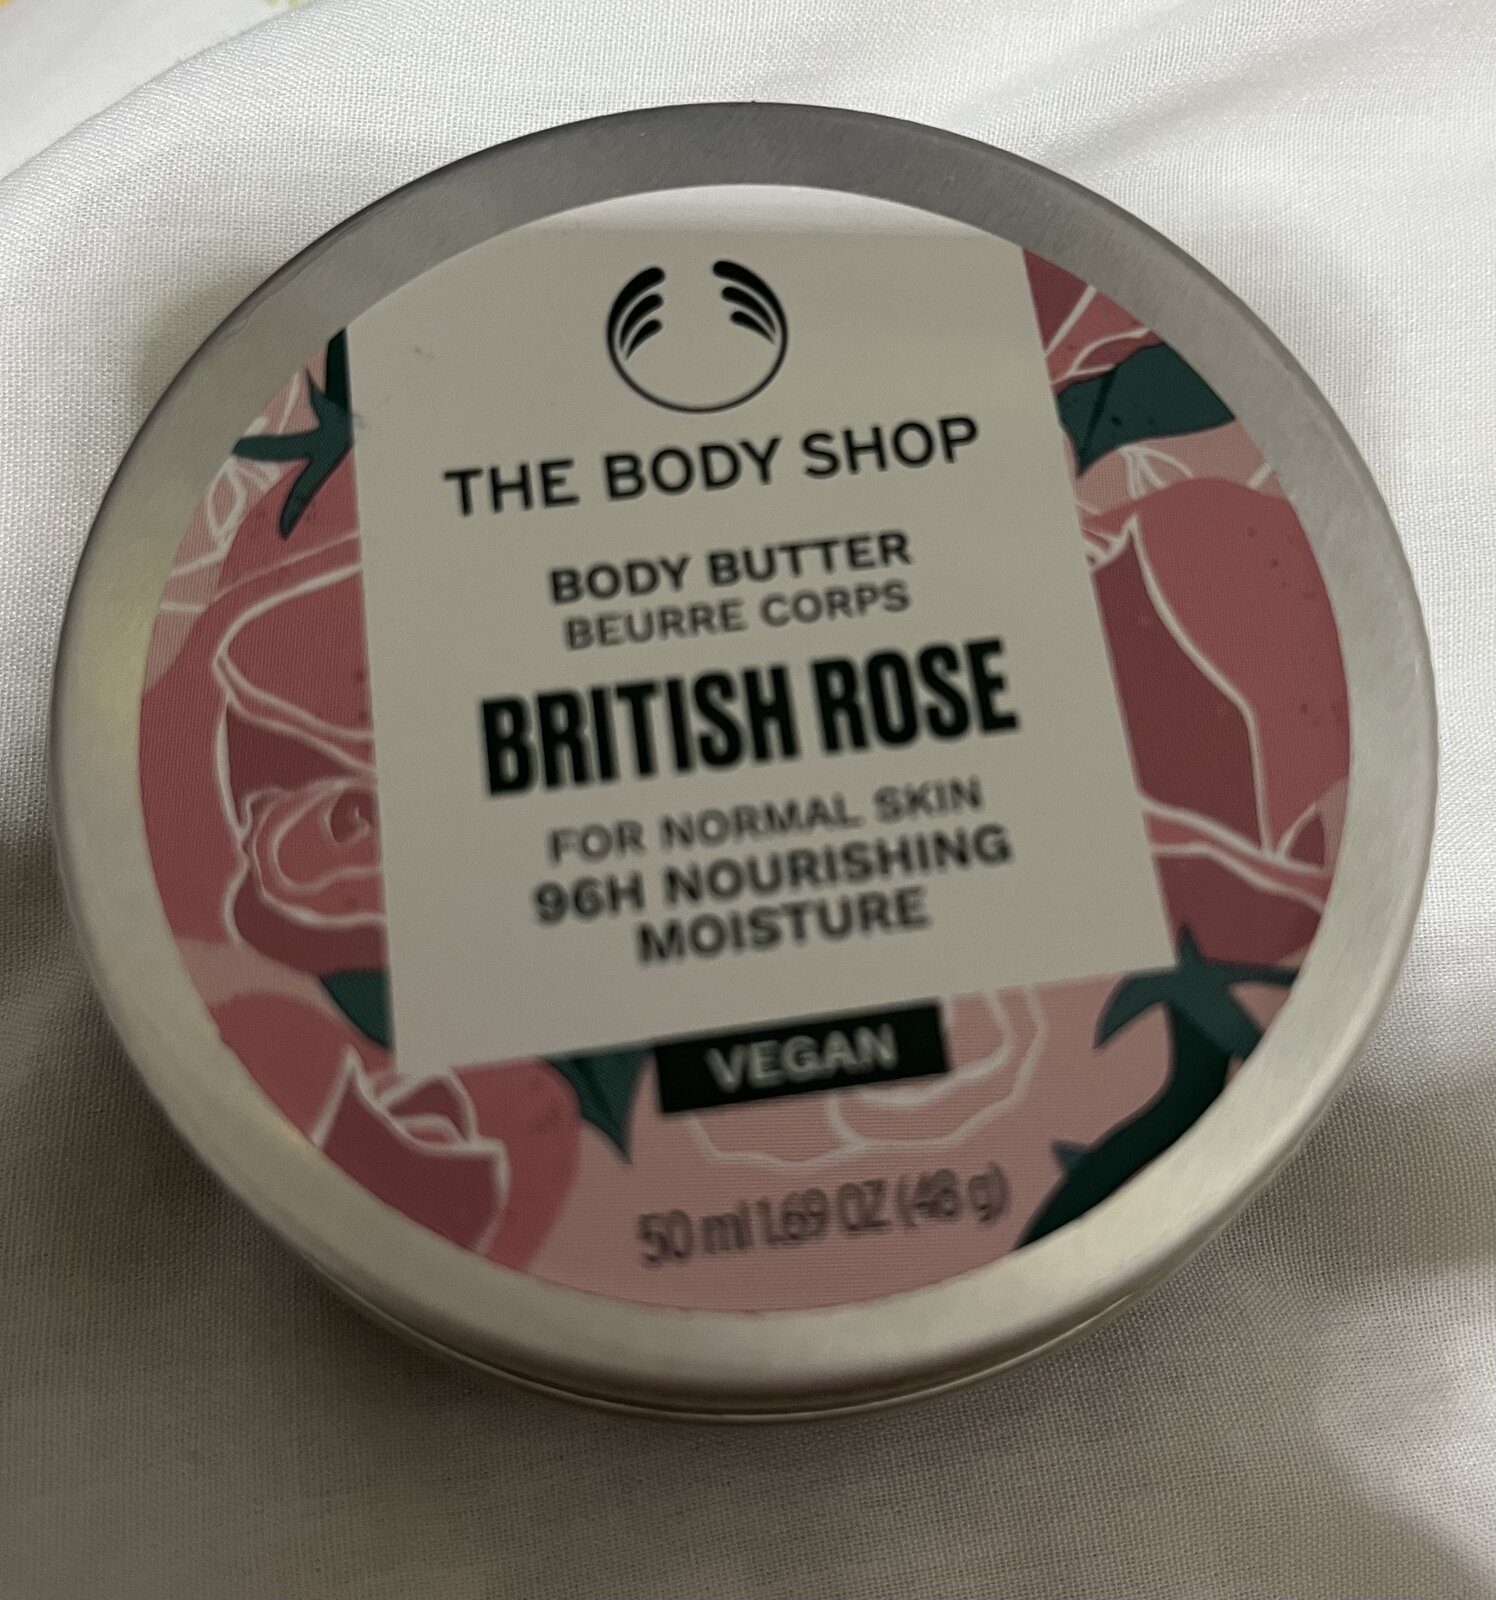 THE BODY SHOP
BODY BUTTER
BEURRE CORPS
BRITISH ROSE
FOR NORMAL SKIN
96H NOURISHING
MOISTURE
VEGAN
50 ml 1.69 OZ (48 g)